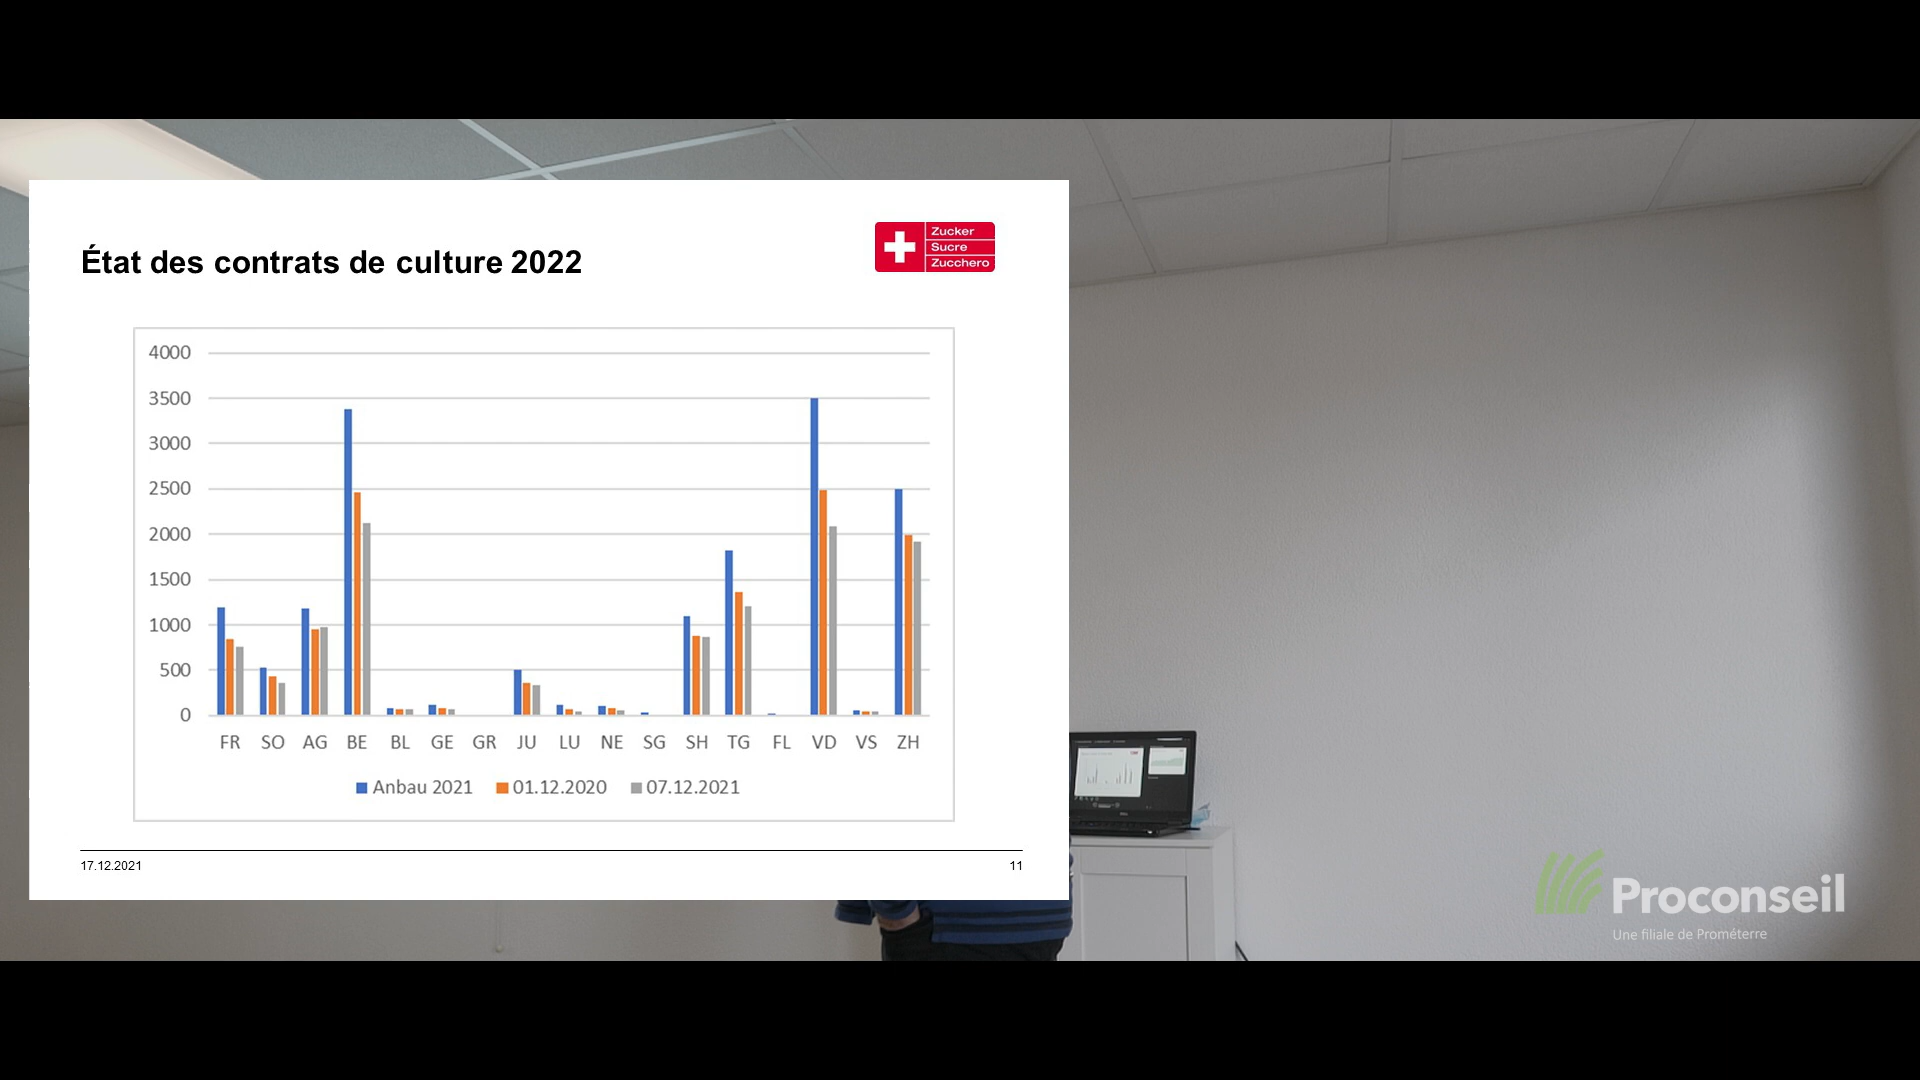 État des contrats de culture 2022
Zucker
Sucre
Zucchero
4000
3500
3000
2500
2000
1500
1000
500
0
FR SO AG BE BL GE GR JU LU NE SG SH TG FL VD VS ZH
Anbau 2021 01.12.2020 07.12.2021
17.12.2021 11
Proconseil
Une filiale de Prométerre